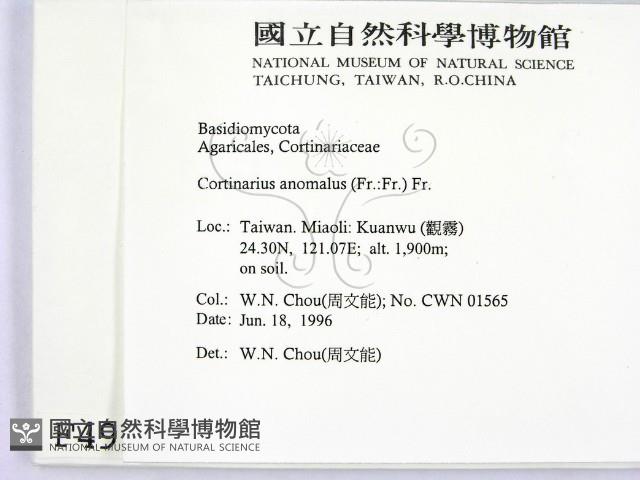 國立自然科學博物館
NATIONAL MUSEUM OF NATURAL SCIENCE
TAICHUNG, TAIWAN, R.O.CHINA
Basidiomycota
Agaricales, Cortinariaceae
Cortinarius anomalus (Fr.:Fr.) Fr.
Loc.: Taiwan. Miaoli: Kuanwu (觀霧)
24.30N, 121.07E; alt. 1,900m;
on soil.
Col.: W.N. Chou(周文能); No. CWN 01565
Date: Jun. 18, 1996
Det.: W.N. Chou(周文能)
國立自然科學博物館
NATIONAL MUSEUM OF NATURAL SCIENCE